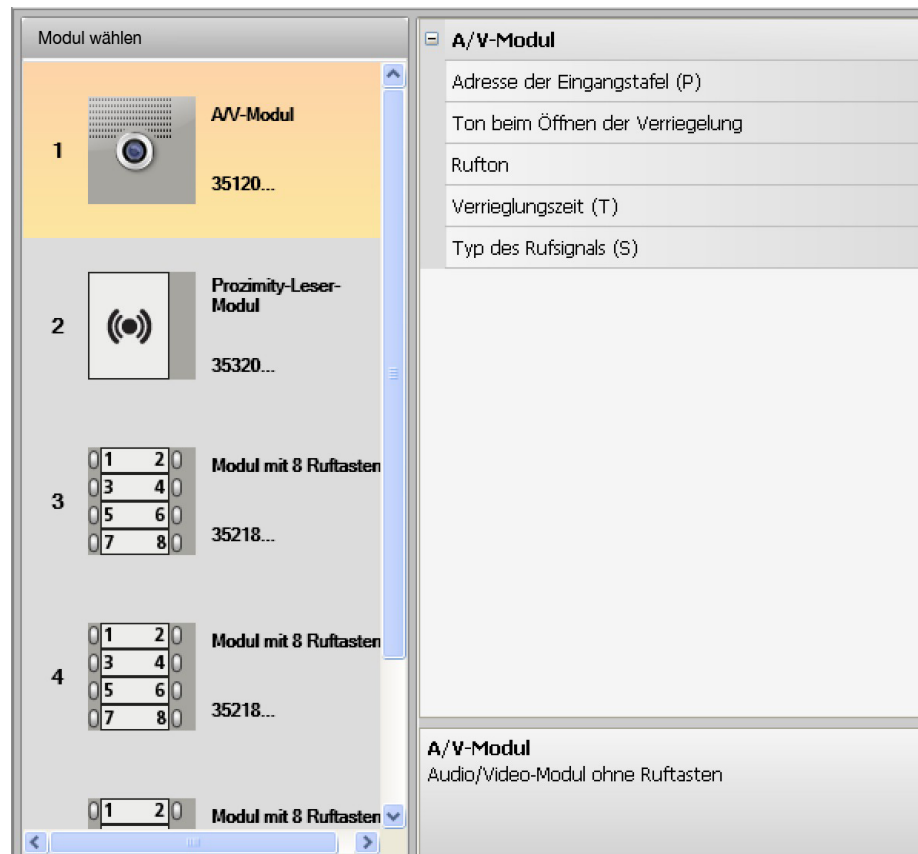 Modul wählen
1
A/V-Modul
35120...
2
Prozimity-Leser-
Modul
35320...
3
1 2
3 4
5 6
7 8
Modul mit 8 Ruftasten
35218...
4
1 2
3 4
5 6
7 8
Modul mit 8 Ruftasten
35218...
1 2
Modul mit 8 Ruftasten
A/V-Modul
Adresse der Eingangstafel (P)
Ton beim Öffnen der Verriegelung
Rufton
Verrieglungszeit (T)
Typ des Rufsignals (S)
A/V-Modul
Audio/Video-Modul ohne Ruftasten